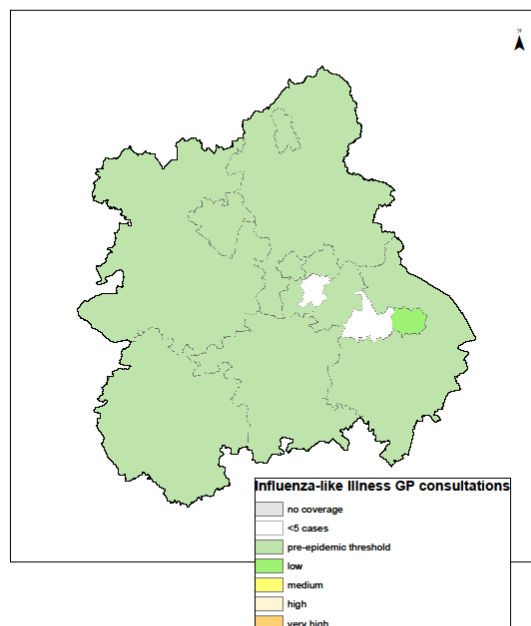 N
Influenza-like Illness GP consultations
no coverage
<5 cases
pre-epidemic threshold
low
medium
high
very high